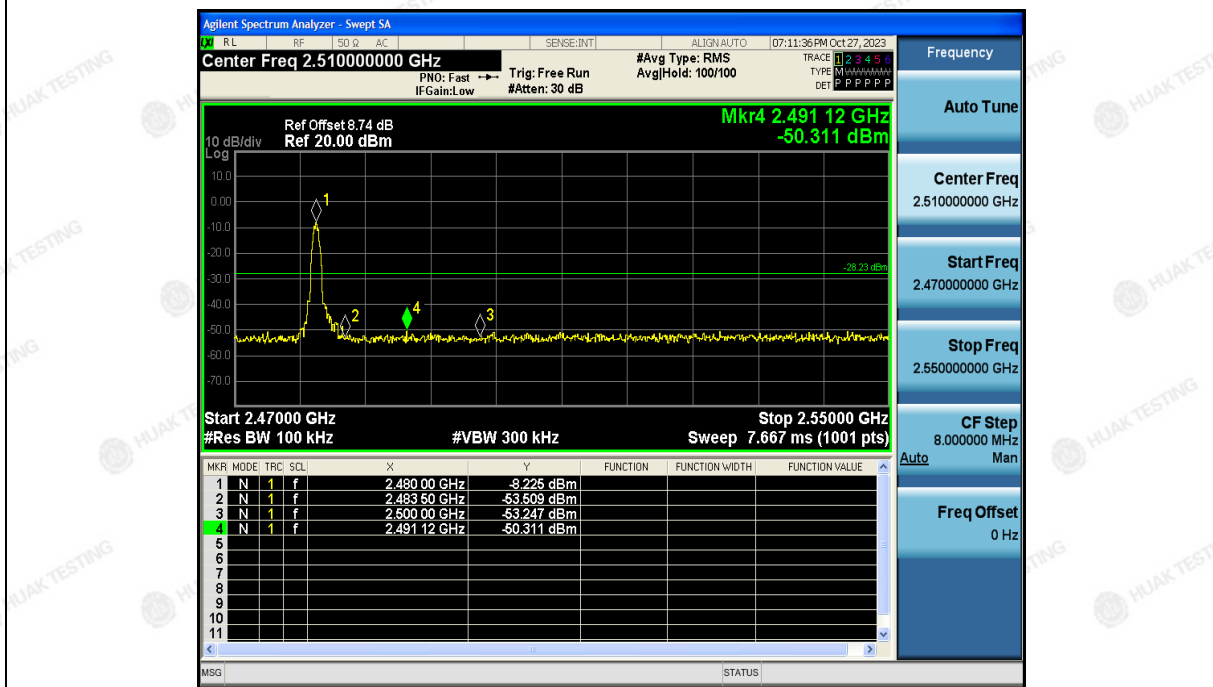 Agilent Spectrum Analyzer - Swept SA
LXI RL RF 50 Ω AC SENSE:INT ALIGN AUTO 07:11:36 PM Oct 27, 2023
Center Freq 2.510000000 GHz
PNO: Fast
IFGain:Low
Trig: Free Run
#Atten: 30 dB
#Avg Type: RMS
Avg|Hold: 100/100
TRACE 1 2 3 4 5 6
TYPE M WWWWW
DET P P P P P P
Frequency
Auto Tune
Center Freq
2.510000000 GHz
Start Freq
2.470000000 GHz
Stop Freq
2.550000000 GHz
CF Step
8.000000 MHz
Auto Man
Freq Offset
0 Hz
Mkr4 2.491 12 GHz
-50.311 dBm
Ref Offset 8.74 dB
10 dB/div Ref 20.00 dBm
Log
10.0
0.00
-10.0
-20.0
-30.0
-40.0
-50.0
-60.0
-70.0
1
2
4
3
-28.23 dBm
Start 2.47000 GHz Stop 2.55000 GHz
#Res BW 100 kHz #VBW 300 kHz Sweep 7.667 ms (1001 pts)
MKR MODE TRC SCL X Y FUNCTION FUNCTION WIDTH FUNCTION VALUE
1 N 1 f 2.480 00 GHz -8.225 dBm
2 N 1 f 2.483 50 GHz -53.509 dBm
3 N 1 f 2.500 00 GHz -53.247 dBm
4 N 1 f 2.491 12 GHz -50.311 dBm
5
6
7
8
9
10
11
MSG STATUS
HUAK TESTING
HUAK TESTING
HUAK TESTING
HUAK TESTING